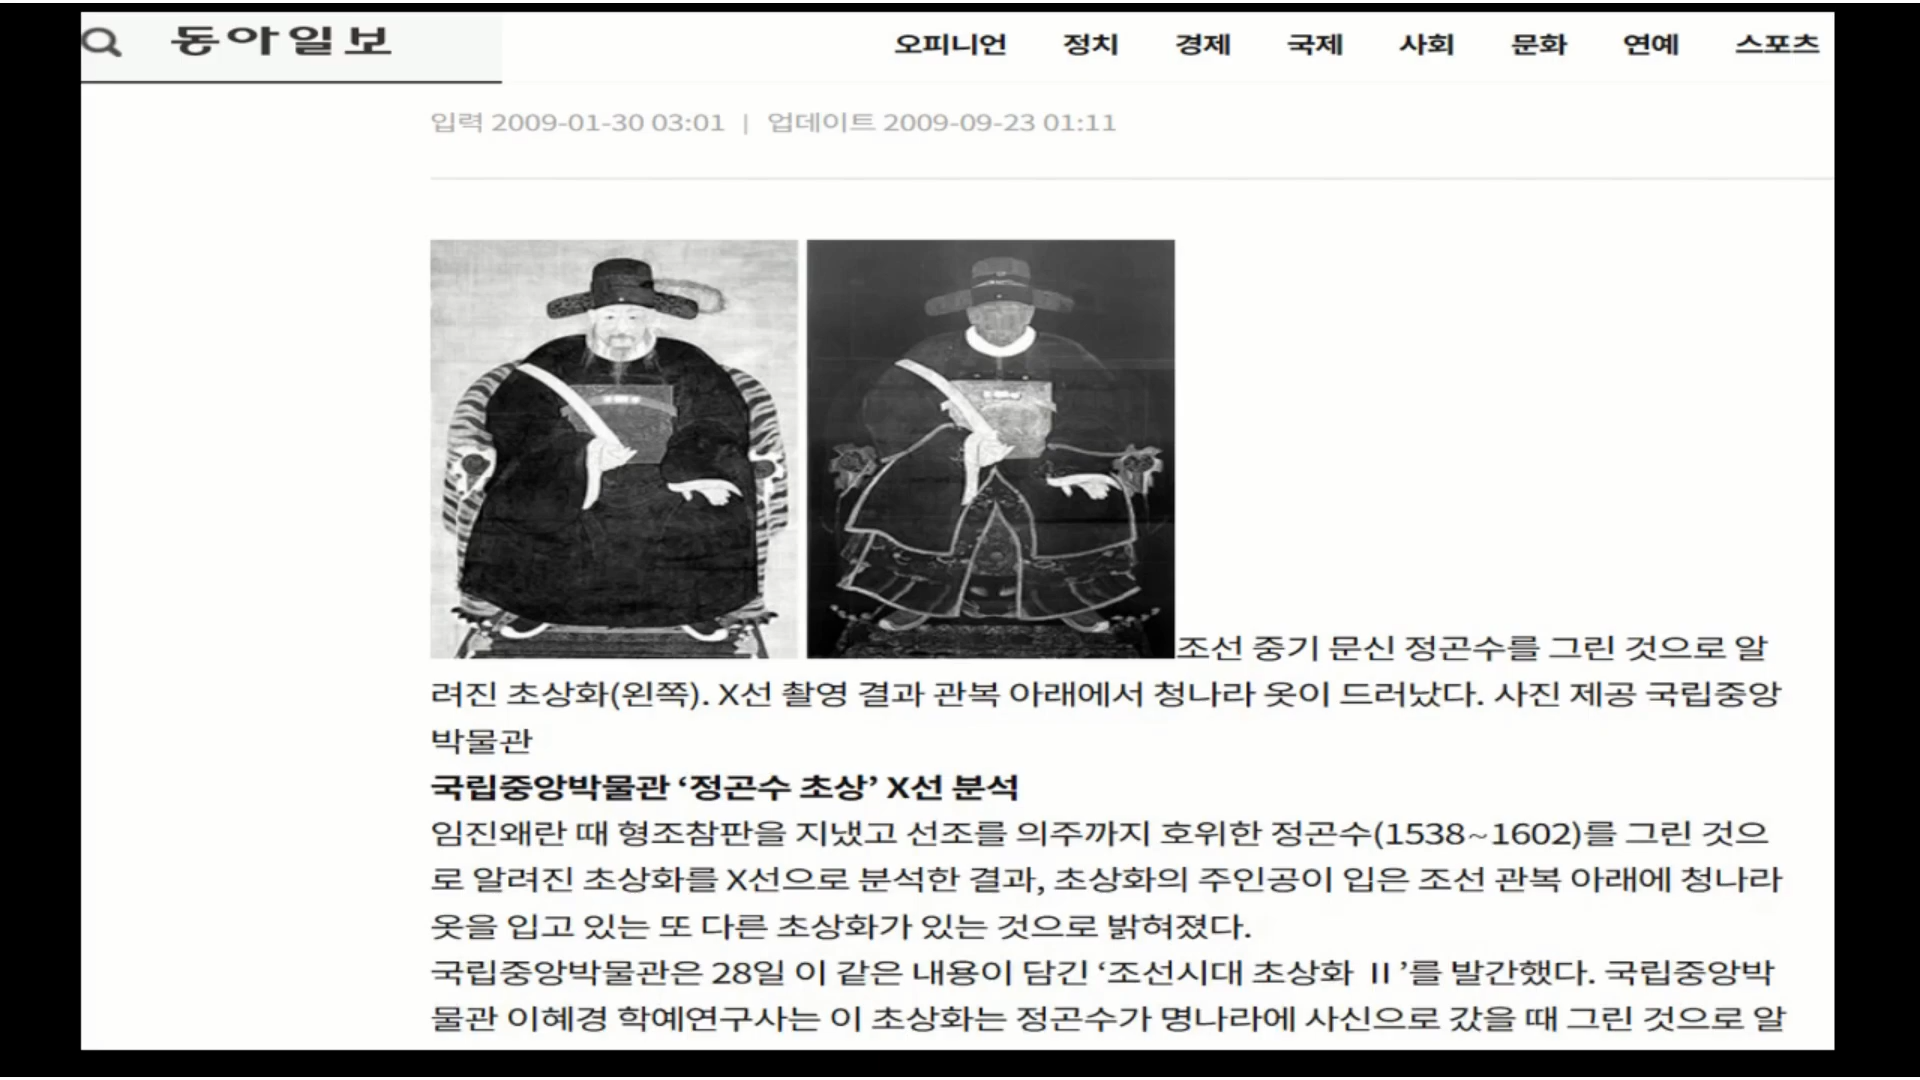 동아일보
오피니언 정치 경제 국제 사회 문화 연예 스포츠
입력 2009-01-30 03:01 | 업데이트 2009-09-23 01:11
조선 중기 문신 정곤수를 그린 것으로 알
려진 초상화(왼쪽). X선 촬영 결과 관복 아래에서 청나라 옷이 드러났다. 사진 제공 국립중앙
박물관
국립중앙박물관 ‘정곤수 초상’ X선 분석
임진왜란 때 형조참판을 지냈고 선조를 의주까지 호위한 정곤수(1538~1602)를 그린 것으
로 알려진 초상화를 X선으로 분석한 결과, 초상화의 주인공이 입은 조선 관복 아래에 청나라
옷을 입고 있는 또 다른 초상화가 있는 것으로 밝혀졌다.
국립중앙박물관은 28일 이 같은 내용이 담긴 ‘조선시대 초상화 Ⅱ’를 발간했다. 국립중앙박
물관 이혜경 학예연구사는 이 초상화는 정곤수가 명나라에 사신으로 갔을 때 그린 것으로 알